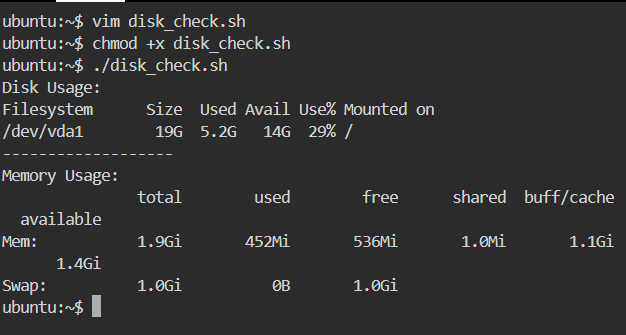 ubuntu:~$ vim disk_check.sh
ubuntu:~$ chmod +x disk_check.sh
ubuntu:~$ ./disk_check.sh
Disk Usage:
Filesystem      Size  Used Avail Use% Mounted on
/dev/vda1        19G  5.2G   14G  29% /
-------------------
Memory Usage:
               total        used        free      shared  buff/cache
  available
Mem:           1.9Gi       452Mi       536Mi       1.0Mi       1.1Gi
      1.4Gi
Swap:          1.0Gi          0B       1.0Gi
ubuntu:~$